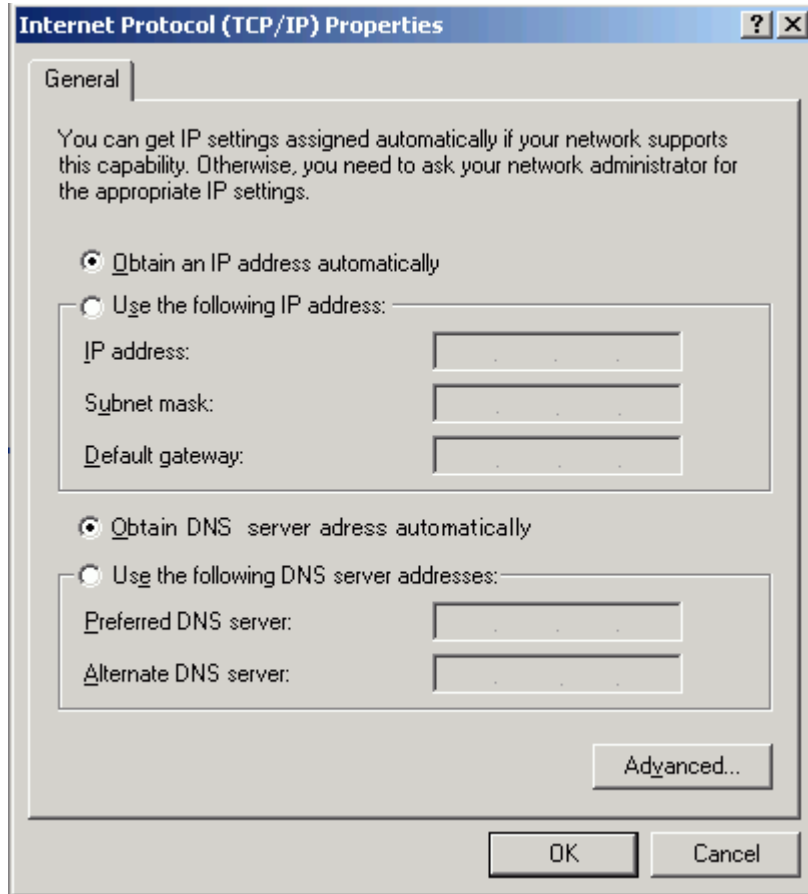 Internet Protocol (TCP/IP) Properties
General
You can get IP settings assigned automatically if your network supports
this capability. Otherwise, you need to ask your network administrator for
the appropriate IP settings.
Obtain an IP address automatically
Use the following IP address:
IP address:
Subnet mask:
Default gateway:
Obtain DNS server adress automatically
Use the following DNS server addresses:
Preferred DNS server:
Alternate DNS server:
Advanced...
OK
Cancel